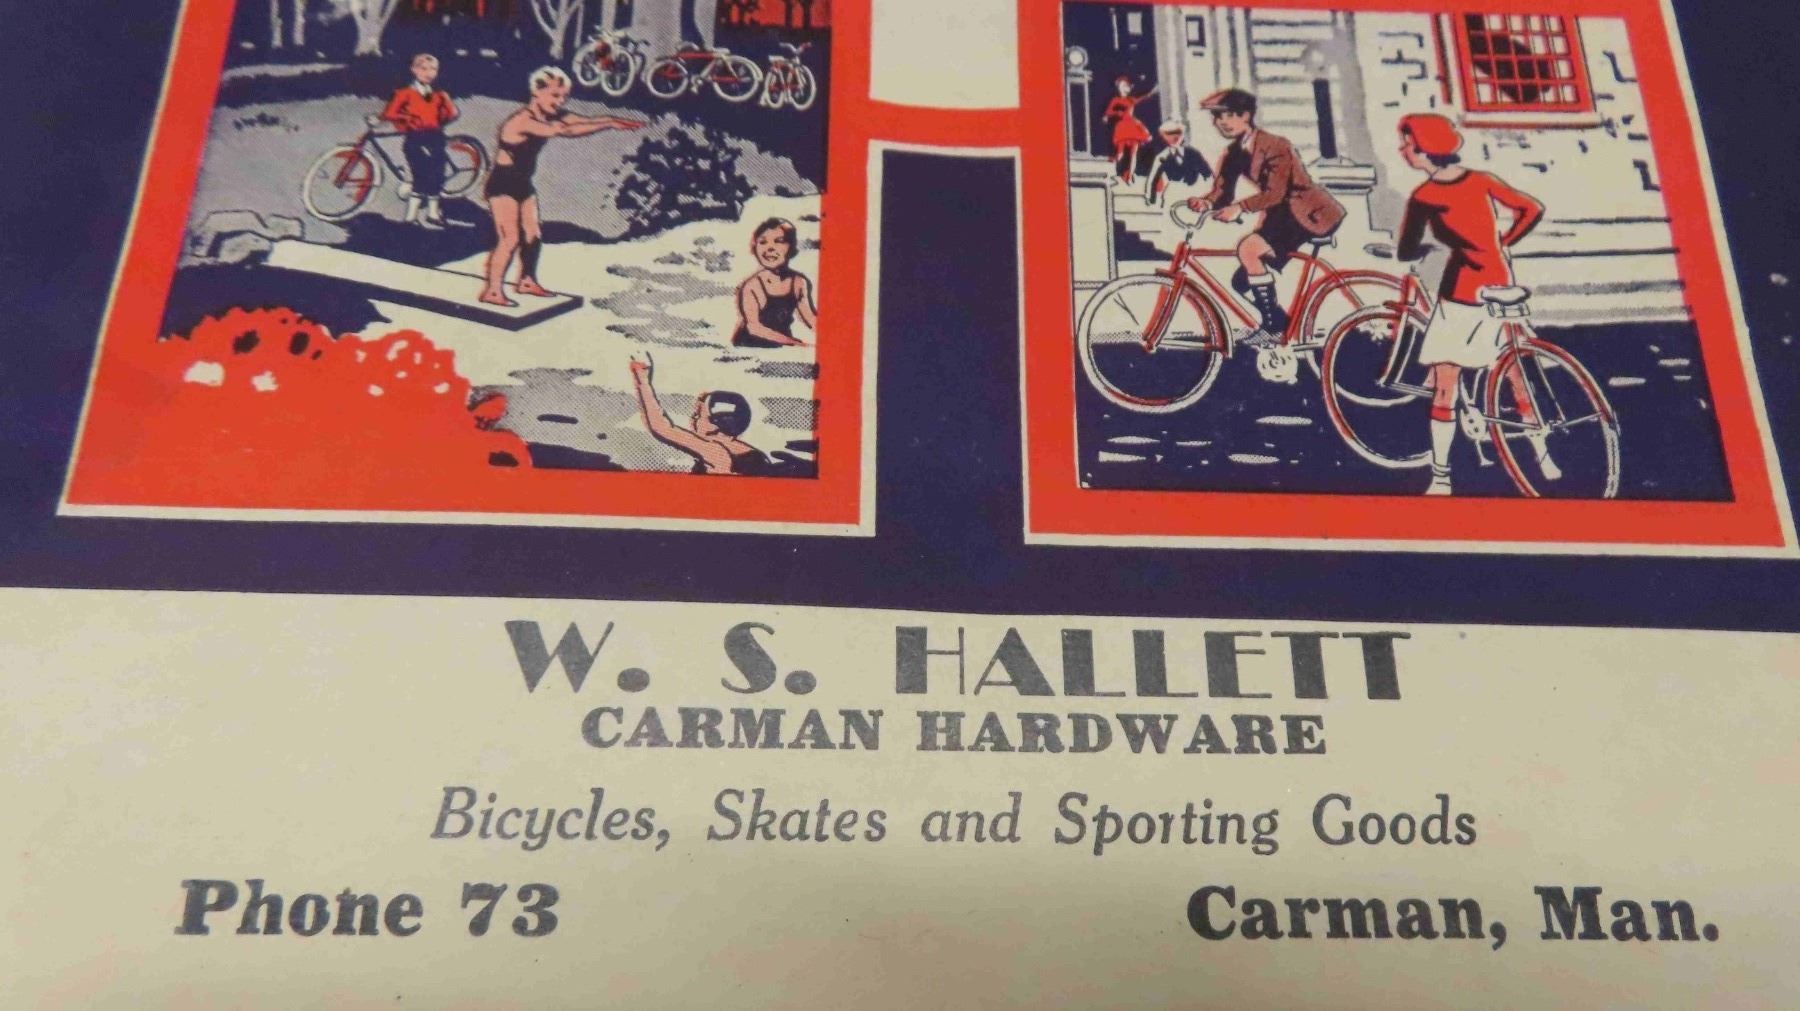 W. S. HALLETT
CARMAN HARDWARE
Bicycles, Skates and Sporting Goods
Phone 73 Carman, Man.